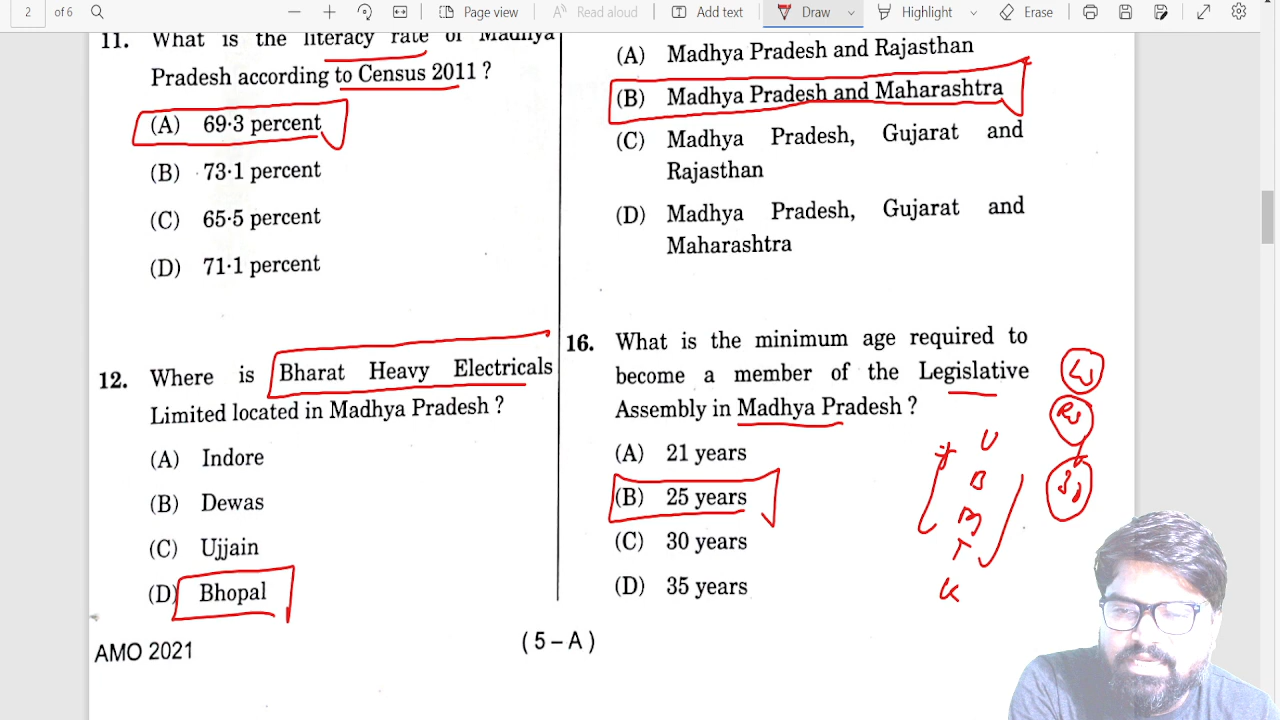 2 of 6
Page view
Read aloud
Add text
Draw
Highlight
Erase
11. What is the literacy rate of Madhya
Pradesh according to Census 2011 ?
(A) 69·3 percent
(B) 73·1 percent
(C) 65·5 percent
(D) 71·1 percent
12. Where is Bharat Heavy Electricals
Limited located in Madhya Pradesh ?
(A) Indore
(B) Dewas
(C) Ujjain
(D) Bhopal
(A) Madhya Pradesh and Rajasthan
(B) Madhya Pradesh and Maharashtra
(C) Madhya Pradesh, Gujarat and
Rajasthan
(D) Madhya Pradesh, Gujarat and
Maharashtra
16. What is the minimum age required to
become a member of the Legislative
Assembly in Madhya Pradesh ?
(A) 21 years
(B) 25 years
(C) 30 years
(D) 35 years
U
B
M
T
K
AMO 2021
( 5 – A )